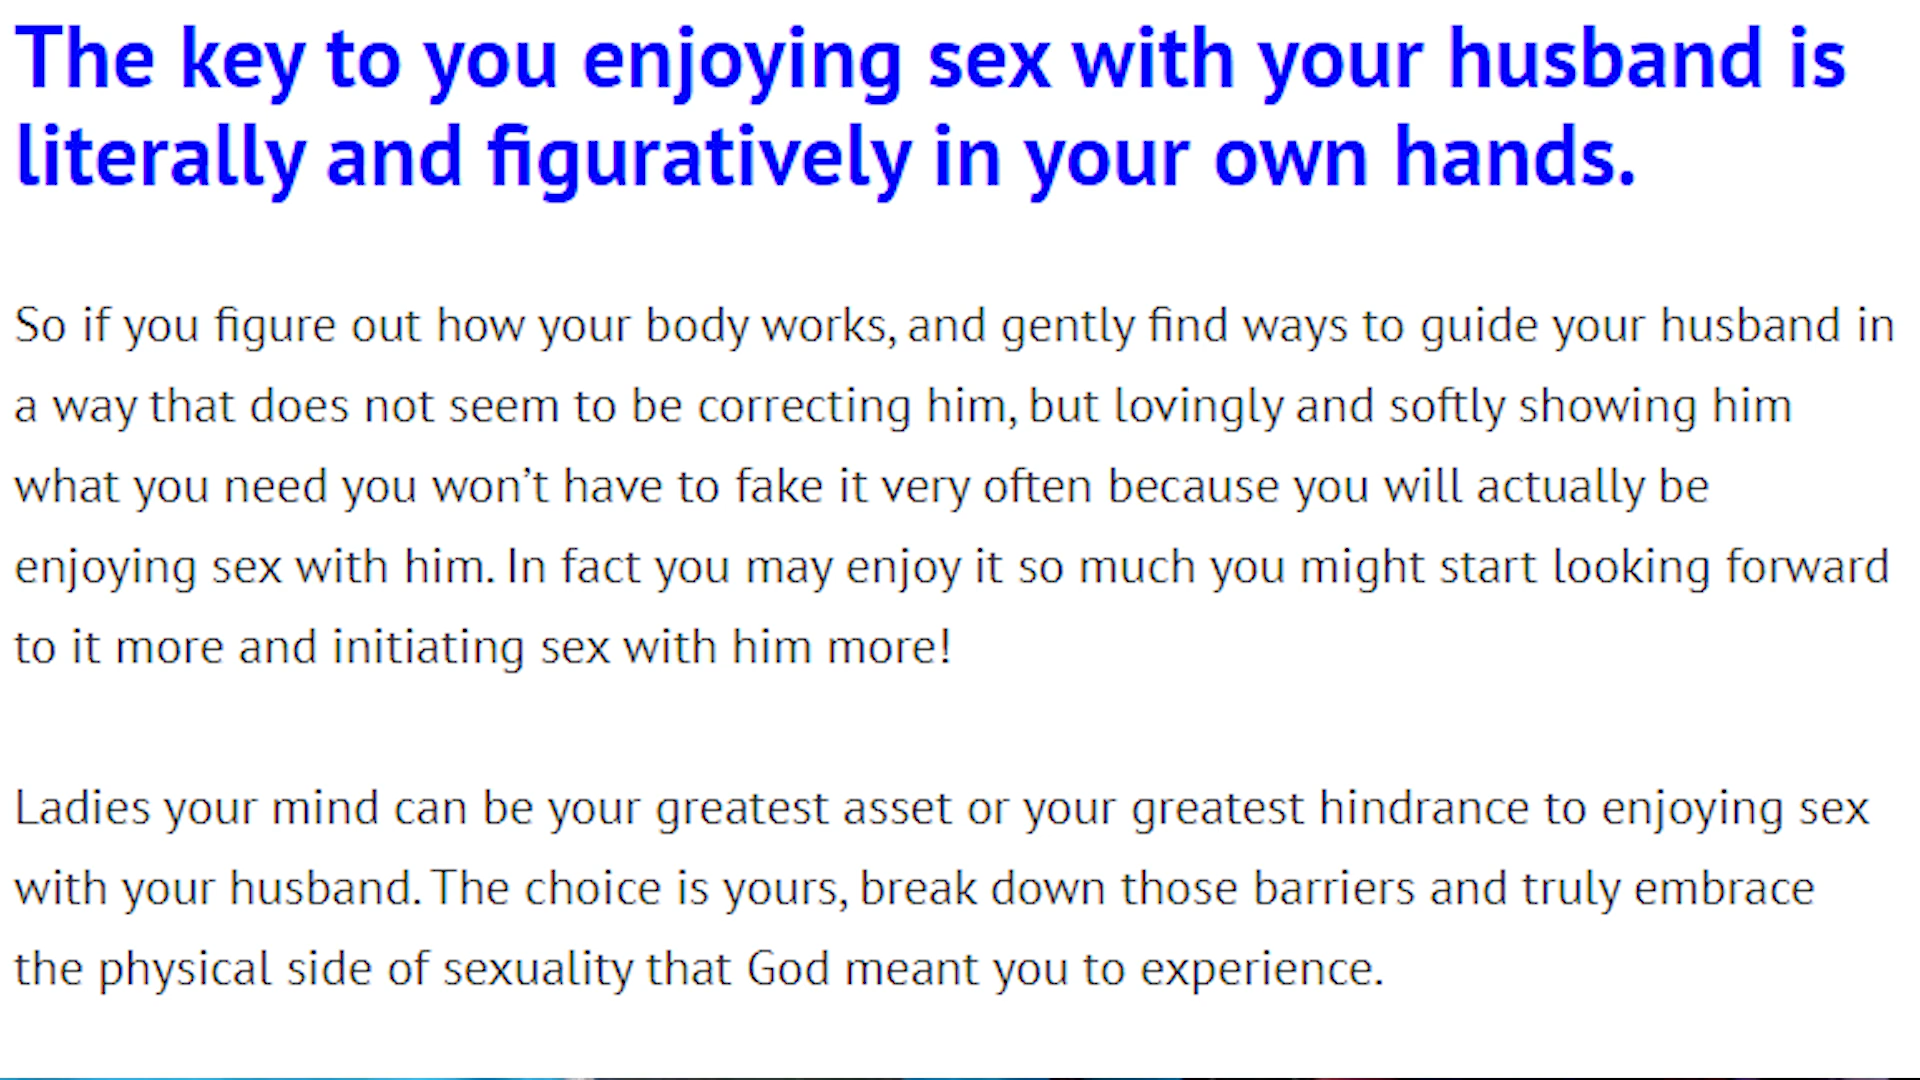 The key to you enjoying sex with your husband is
literally and figuratively in your own hands.
So if you figure out how your body works, and gently find ways to guide your husband in
a way that does not seem to be correcting him, but lovingly and softly showing him
what you need you won’t have to fake it very often because you will actually be
enjoying sex with him. In fact you may enjoy it so much you might start looking forward
to it more and initiating sex with him more!
Ladies your mind can be your greatest asset or your greatest hindrance to enjoying sex
with your husband. The choice is yours, break down those barriers and truly embrace
the physical side of sexuality that God meant you to experience.